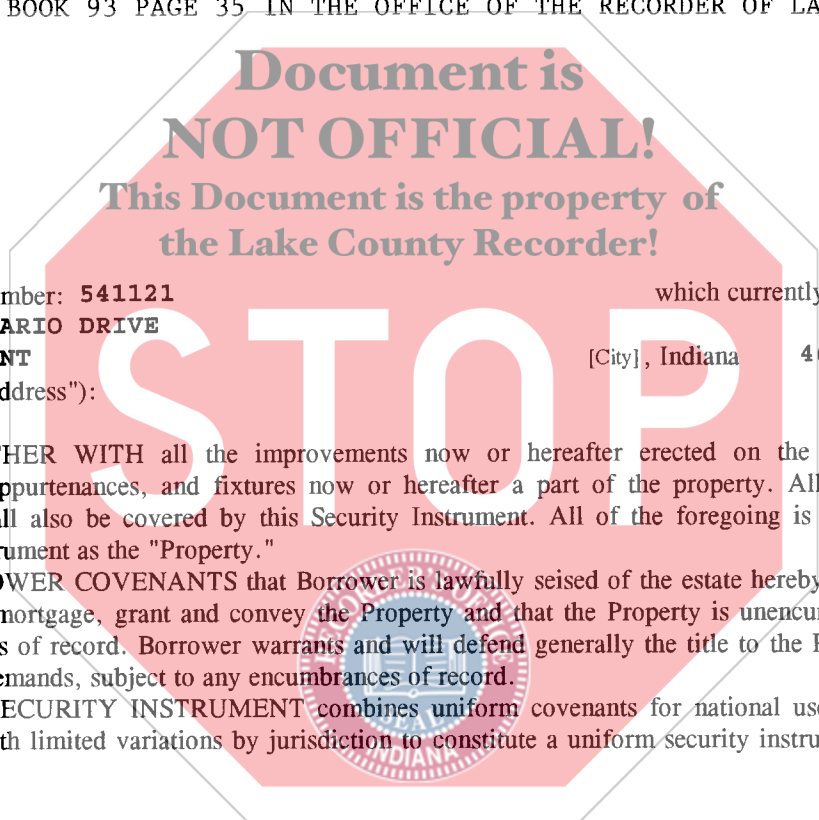 BOOK 93 PAGE 35 IN THE OFFICE OF THE RECORDER OF LA
Document is
NOT OFFICIAL!
This Document is the property of
the Lake County Recorder!
mber: 541121 which currently
ARIO DRIVE
NT [City], Indiana 4
ddress"):
STOP
HER WITH all the improvements now or hereafter erected on the
ppurtenances, and fixtures now or hereafter a part of the property. All
ll also be covered by this Security Instrument. All of the foregoing is
rument as the "Property."
OWER COVENANTS that Borrower is lawfully seised of the estate hereby
mortgage, grant and convey the Property and that the Property is unencu
s of record. Borrower warrants and will defend generally the title to the P
emands, subject to any encumbrances of record.
ECURITY INSTRUMENT combines uniform covenants for national use
th limited variations by jurisdiction to constitute a uniform security instru
RECORDER'S OFFICE
SEAL
INDIANA